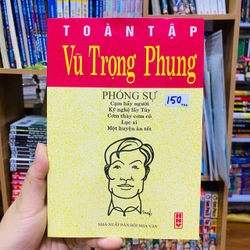 TOÀN TẬP
Vũ Trọng Phụng
PHÓNG SỰ
Cạm bẫy người
Kỹ nghệ lấy Tây
Cơm thầy cơm cô
Lục xì
Một huyện ăn tết
150
NHÀ XUẤT BẢN HỘI NHÀ VĂN